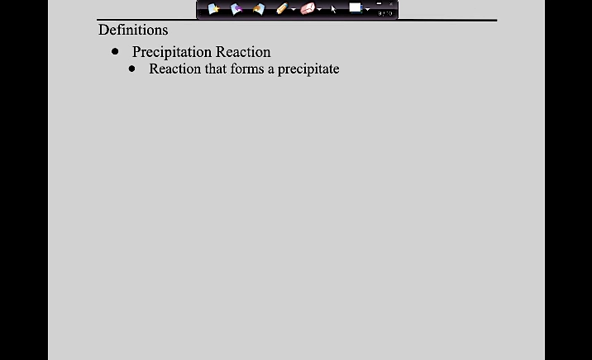 Definitions
● Precipitation Reaction
● Reaction that forms a precipitate